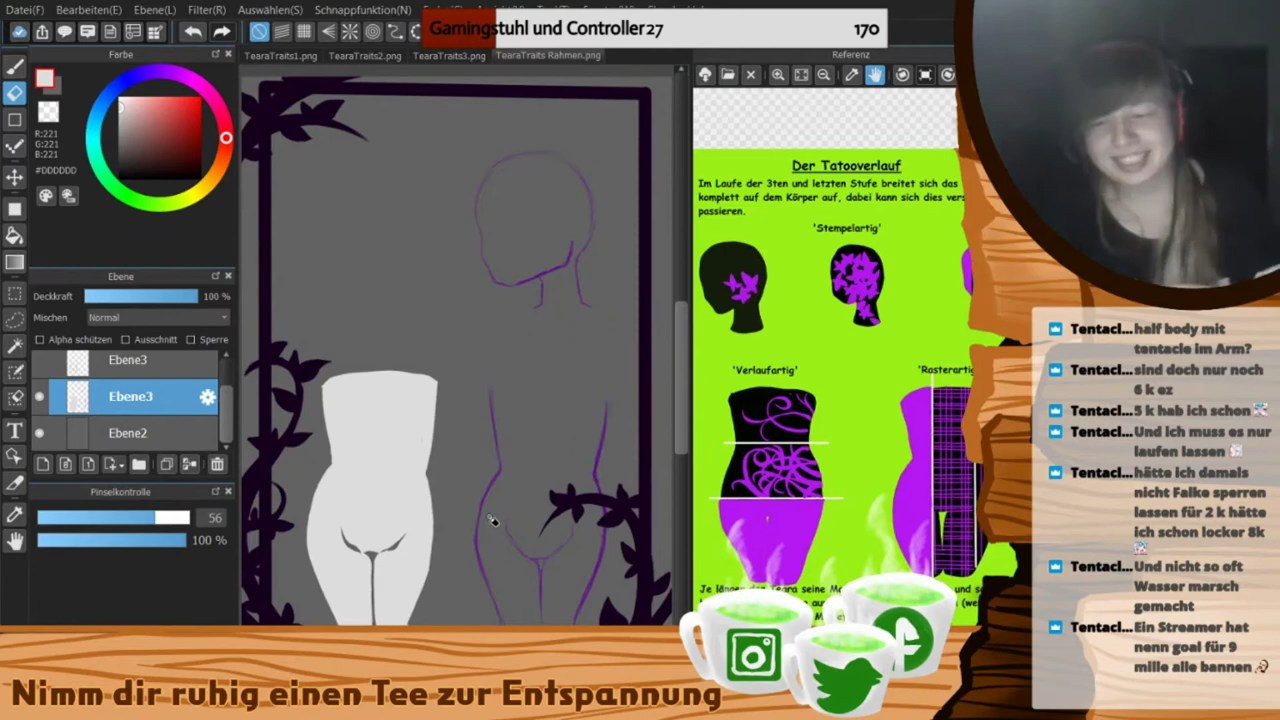 Datei(F)
Ebene(L)
Filter(R)
Auswählen(S)
Schnappfunktion(N)
Gamingstuhl und Controller27
170
Farbe
TearaTraits1.png
TearaTraits2.png
TearaTraits3.png
TearaTraits Rahmen.png
Referenz
R:221
G:221
B:221
#DDDDDD
Ebene
Deckkraft
100 %
Mischen
Normal
Alpha schützen
Ausschnitt
Sperre
Ebene3
Ebene3
Ebene2
Pinselkontrolle
56
100 %
Der Tatooverlauf
Im Laufe der 3ten und letzten Stufe breitet sich das
komplett auf dem Körper auf, dabei kann sich dies vers
passieren.
'Stempelartig'
'Verlaufartig'
'Rasterartig
Tentacl... half body mit
tentacle im Arm?
Tentacl... sind doch nur noch
6 k ez
Tentacl... 5 k hab ich schon
Tentacl... Und ich muss es nur
laufen lassen
Tentacl... hätte ich damals
nicht Falke sperren
lassen für 2 k hätte
ich schon locker 8k
Tentacl... Und nicht so oft
Wasser marsch
gemacht
Tentacl... Ein Streamer hat
nenn goal für 9
mille alle bannen
Nimm dir ruhig einen Tee zur Entspannung